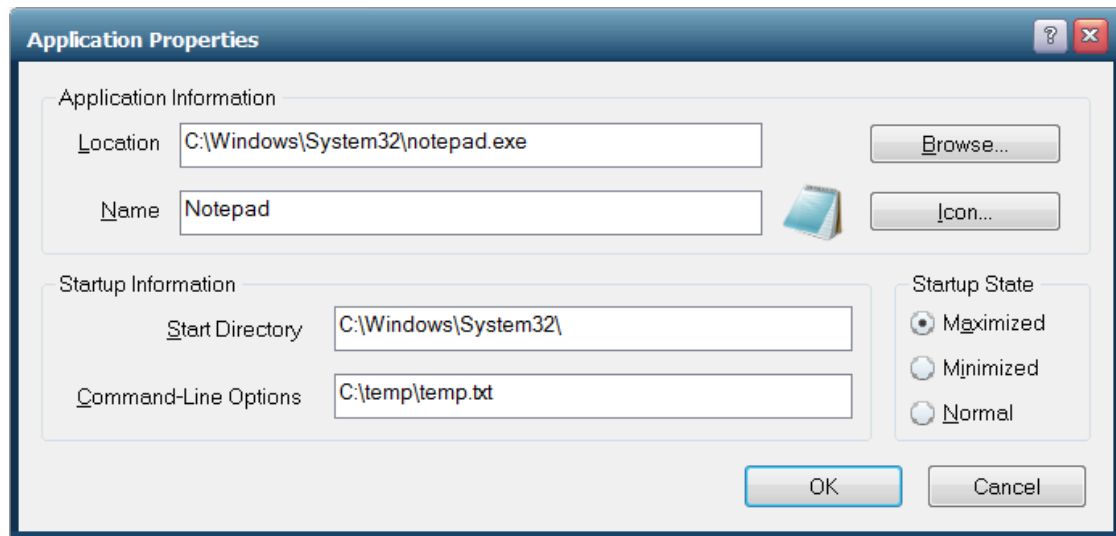 Application Properties
Application Information
Location C:\Windows\System32\notepad.exe Browse...
Name Notepad Icon...
Startup Information
Start Directory C:\Windows\System32\
Command-Line Options C:\temp\temp.txt
Startup State
Maximized
Minimized
Normal
OK Cancel